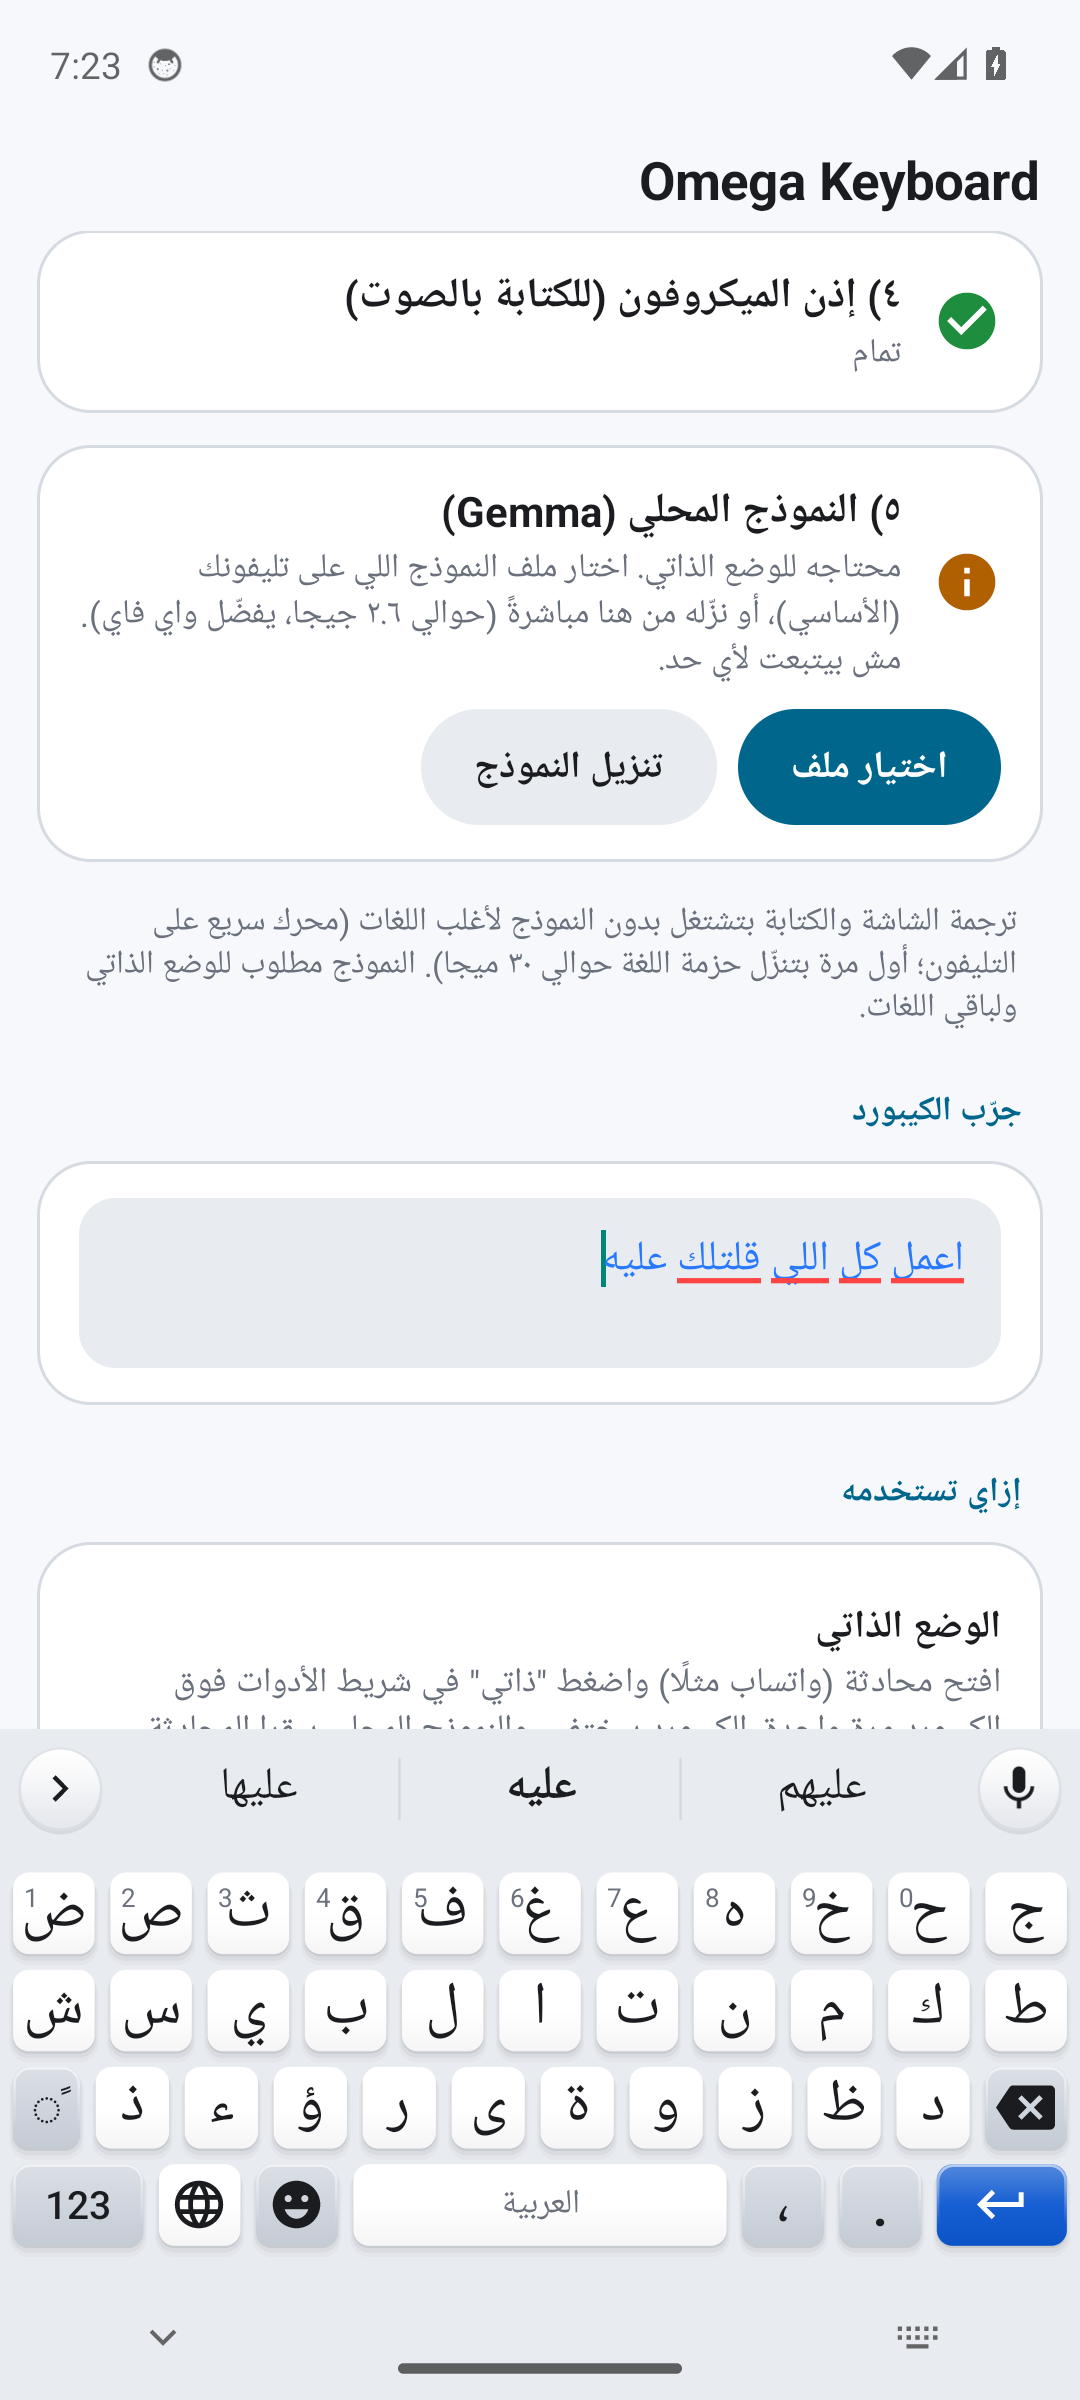 7:23
Omega Keyboard
٤) إذن الميكروفون (للكتابة بالصوت)
تمام
٥) النموذج المحلي (Gemma)
محتاجه للوضع الذاتي. اختار ملف النموذج اللي على تليفونك
(الأساسي)، أو نزّله من هنا مباشرةً (حوالي ٢.٦ جيجا، يفضّل واي فاي).
مش بيتبعت لأي حد.
اختيار ملف
تنزيل النموذج
ترجمة الشاشة والكتابة بتشتغل بدون النموذج لأغلب اللغات (محرك سريع على
التليفون؛ أول مرة بتنزّل حزمة اللغة حوالي ٣٠ ميجا). النموذج مطلوب للوضع الذاتي
ولباقي اللغات.
جرّب الكيبورد
اعمل كل اللي قلتلك عليه
إزاي تستخدمه
الوضع الذاتي
افتح محادثة (واتساب مثلًا) واضغط "ذاتي" في شريط الأدوات فوق
عليها عليه عليهم
ض1 ص2 ث3 ق4 ف5 غ6 ع7 ه8 خ9 ح0 ج
ش س ي ب ل ا ت ن م ك ط
ذ ء ؤ ر ى ة و ز ظ د
123 العربية ، .